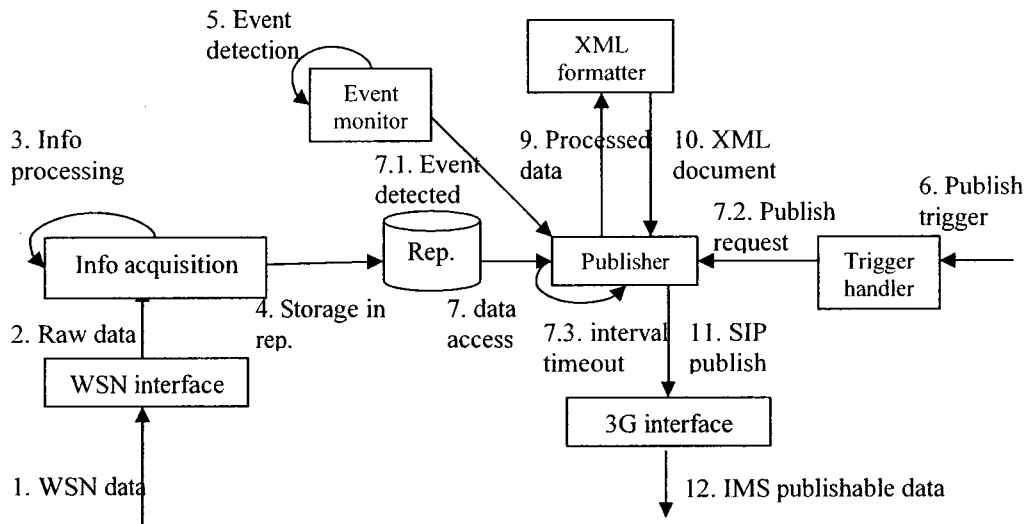 5. Event
detection
XML
formatter
Event
monitor
3. Info
processing
9. Processed
data
10. XML
document
7.1. Event
detected
6. Publish
trigger
7.2. Publish
request
Info acquisition
Rep.
Publisher
Trigger
handler
4. Storage in
rep.
7. data
access
7.3. interval
timeout
11. SIP
publish
2. Raw data
WSN interface
3G interface
1. WSN data
12. IMS publishable data